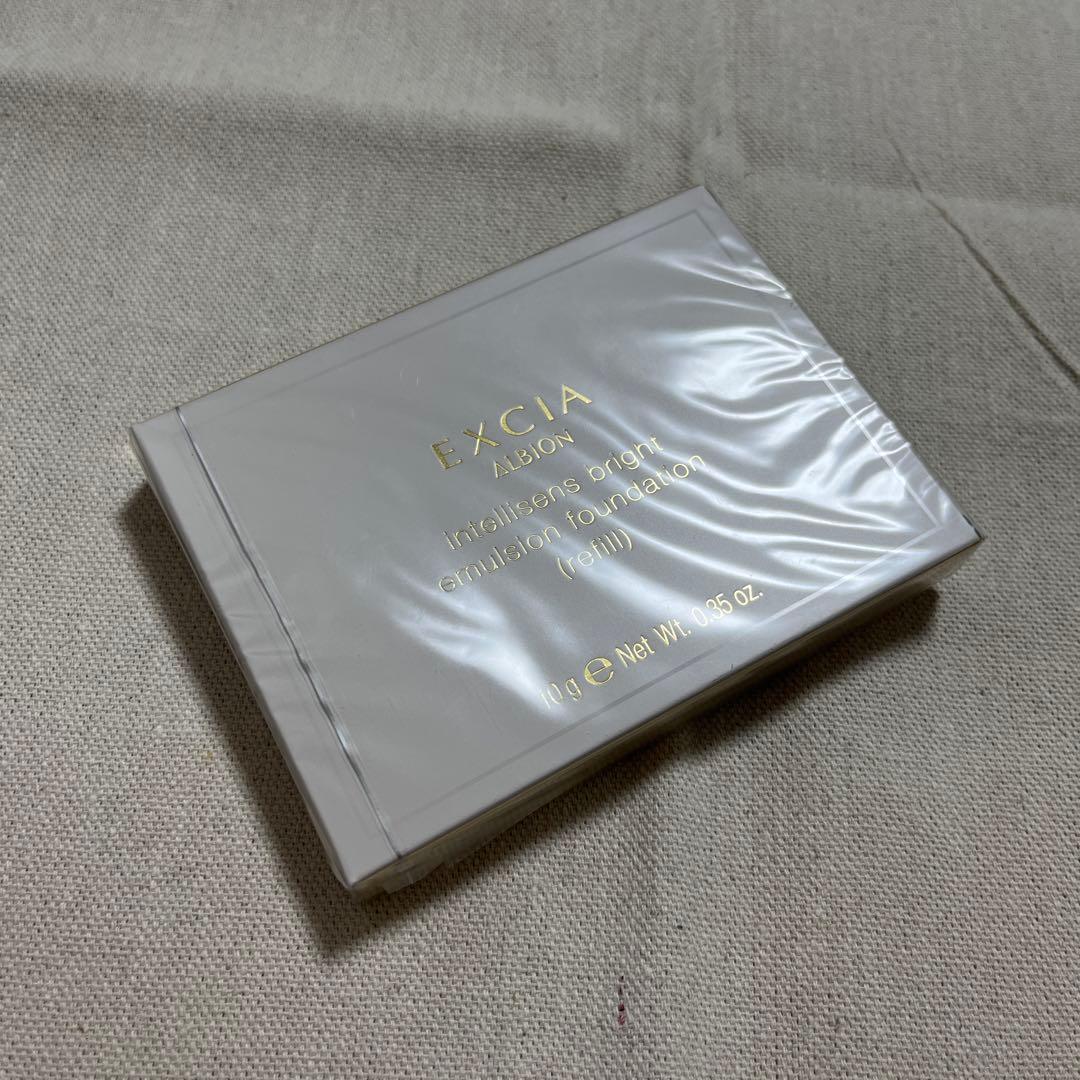 EXCIA
ALBION
intellisens bright
emulsion foundation
(refill)
10 g ℮ Net Wt. 0.35 oz.